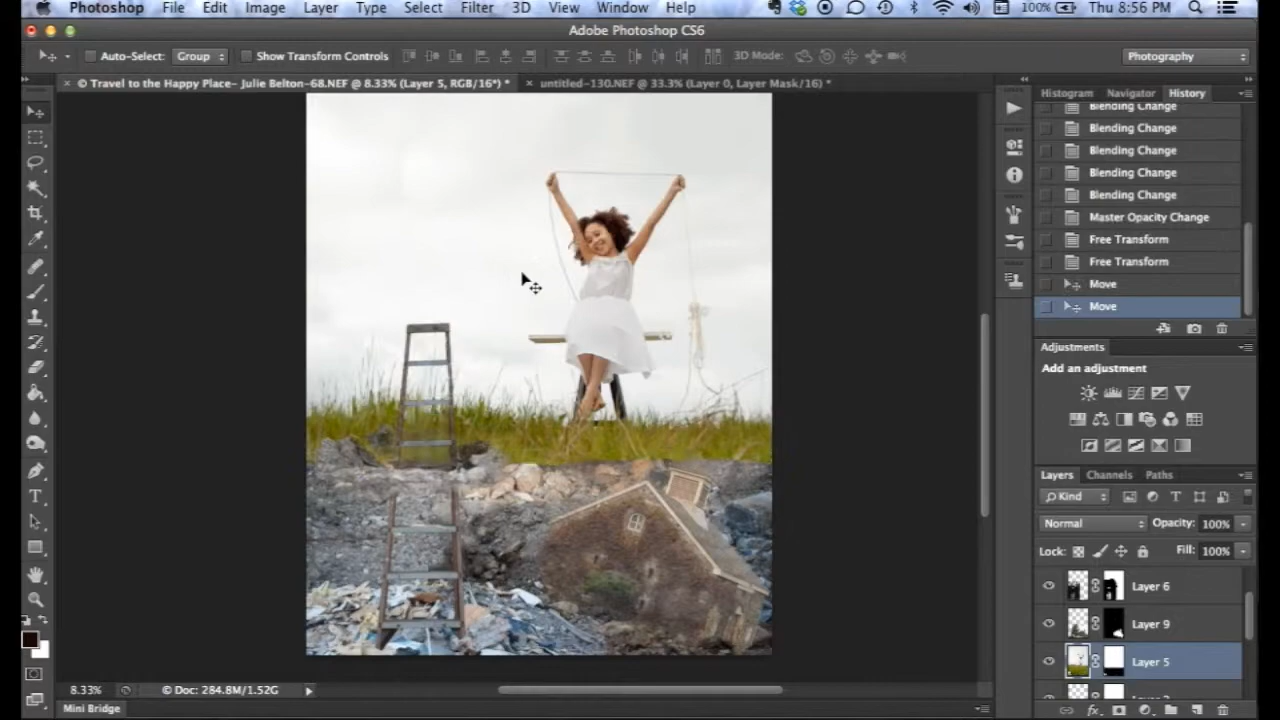 Photoshop File Edit Image Layer Type Select Filter 3D View Window Help 100% Thu 8:56 PM
Adobe Photoshop CS6
Auto-Select: Group Show Transform Controls 3D Mode: Photography
× © Travel to the Happy Place- Julie Belton-68.NEF @ 8.33% (Layer 5, RGB/16*) * × untitled-130.NEF @ 33.3% (Layer 0, Layer Mask/16) *
Histogram Navigator History
Blending Change
Blending Change
Blending Change
Blending Change
Blending Change
Master Opacity Change
Free Transform
Free Transform
Move
Move
Adjustments
Add an adjustment
Layers Channels Paths
Kind
Normal Opacity: 100%
Lock: Fill: 100%
Layer 6
Layer 9
Layer 5
8.33% © Doc: 284.8M/1.52G
Mini Bridge